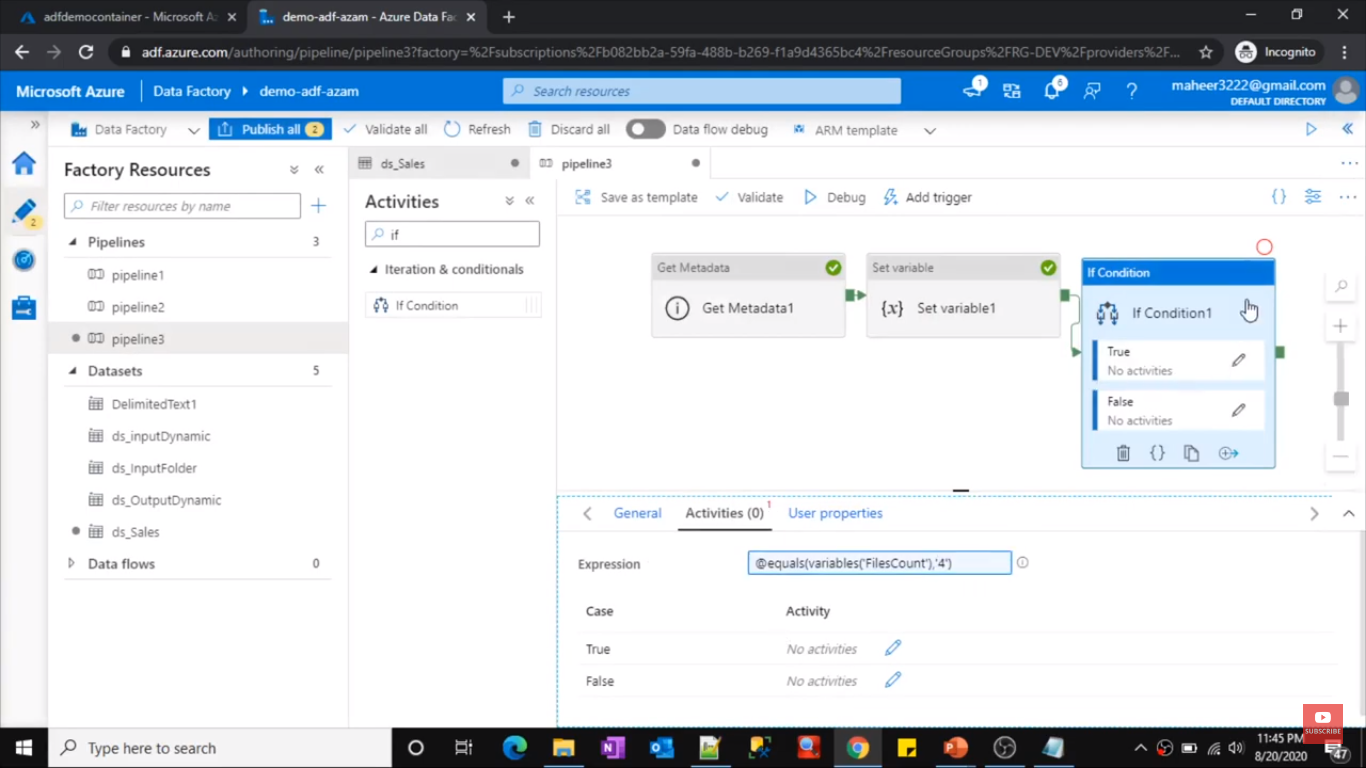 adfdemocontainer - Microsoft Az
demo-adf-azam - Azure Data Fac
adf.azure.com/authoring/pipeline/pipeline3?factory=%2Fsubscriptions%2Fb082bb2a-59fa-488b-b269-f1a9d4365bc4%2FresourceGroups%2FRG-DEV%2Fproviders%2F...
Incognito
Microsoft Azure
Data Factory
demo-adf-azam
Search resources
1
6
maheer3222@gmail.com
DEFAULT DIRECTORY
Data Factory
Publish all 2
Validate all
Refresh
Discard all
Data flow debug
ARM template
Factory Resources
ds_Sales
pipeline3
Filter resources by name
2
Pipelines 3
pipeline1
pipeline2
pipeline3
Datasets 5
DelimitedText1
ds_inputDynamic
ds_InputFolder
ds_OutputDynamic
ds_Sales
Data flows 0
Activities
if
Iteration & conditionals
If Condition
Save as template
Validate
Debug
Add trigger
Get Metadata
Get Metadata1
Set variable
{x} Set variable1
If Condition
If Condition1
True
No activities
False
No activities
General
Activities (0) 1
User properties
Expression
@equals(variables('FilesCount'),'4')
Case
Activity
True
No activities
False
No activities
SUBSCRIBE
Type here to search
11:45 PM
8/20/2020
47